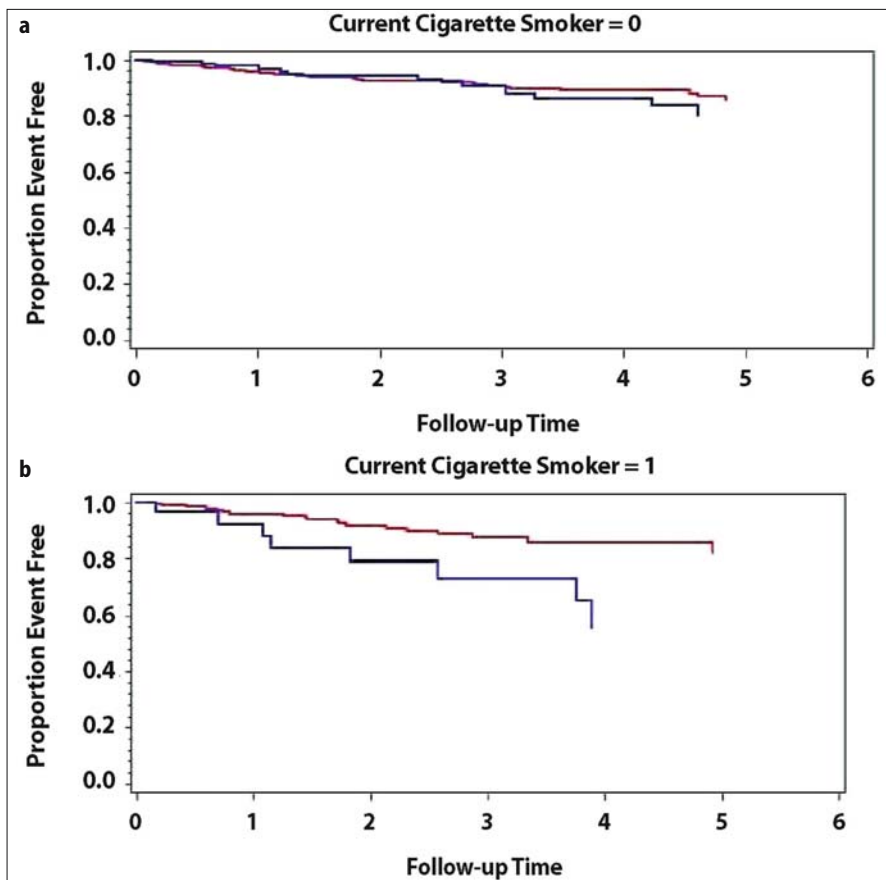 a
Current Cigarette Smoker = 0
Proportion Event Free
1.0
0.8
0.6
0.4
0.2
0.0
0 1 2 3 4 5 6
Follow-up Time
b
Current Cigarette Smoker = 1
Proportion Event Free
1.0
0.8
0.6
0.4
0.2
0.0
0 1 2 3 4 5 6
Follow-up Time